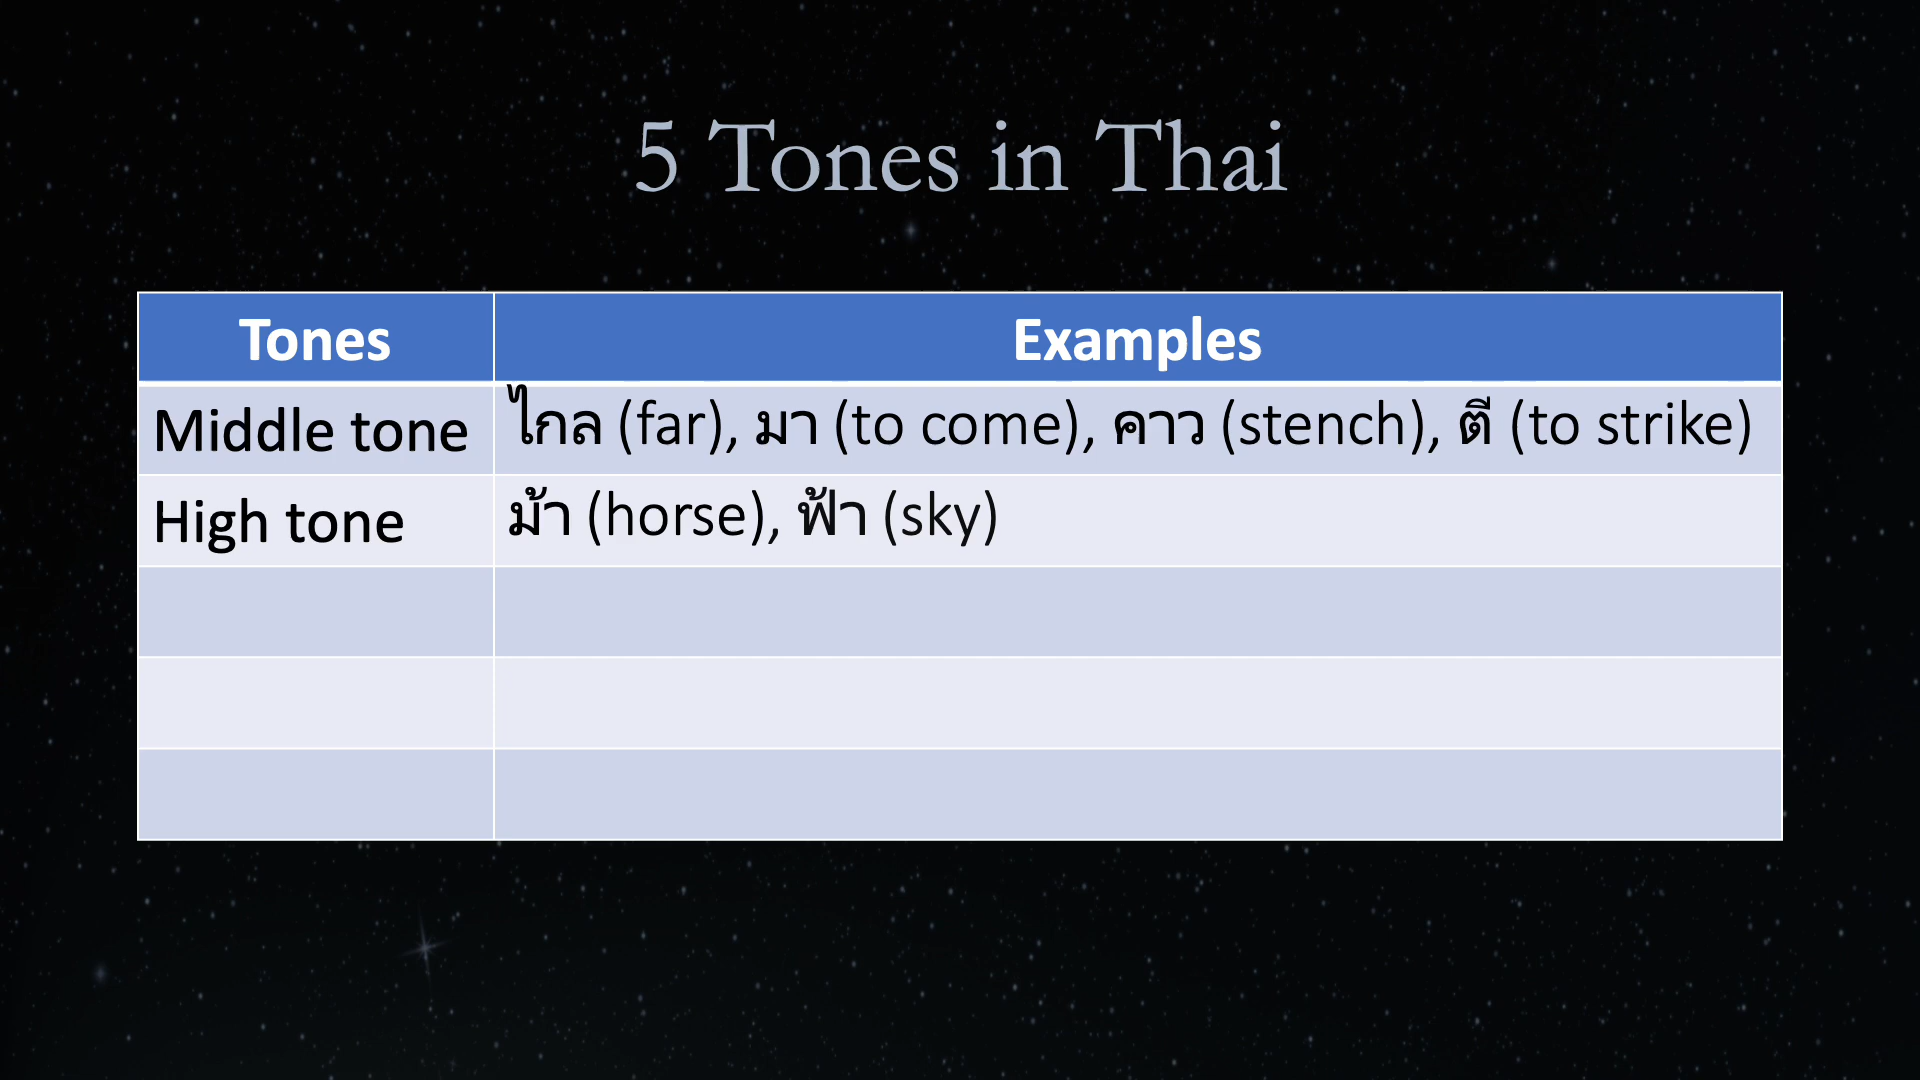 5 Tones in Thai
Tones Examples
Middle tone ไกล (far), มา (to come), คาว (stench), ตี (to strike)
High tone ม้า (horse), ฟ้า (sky)